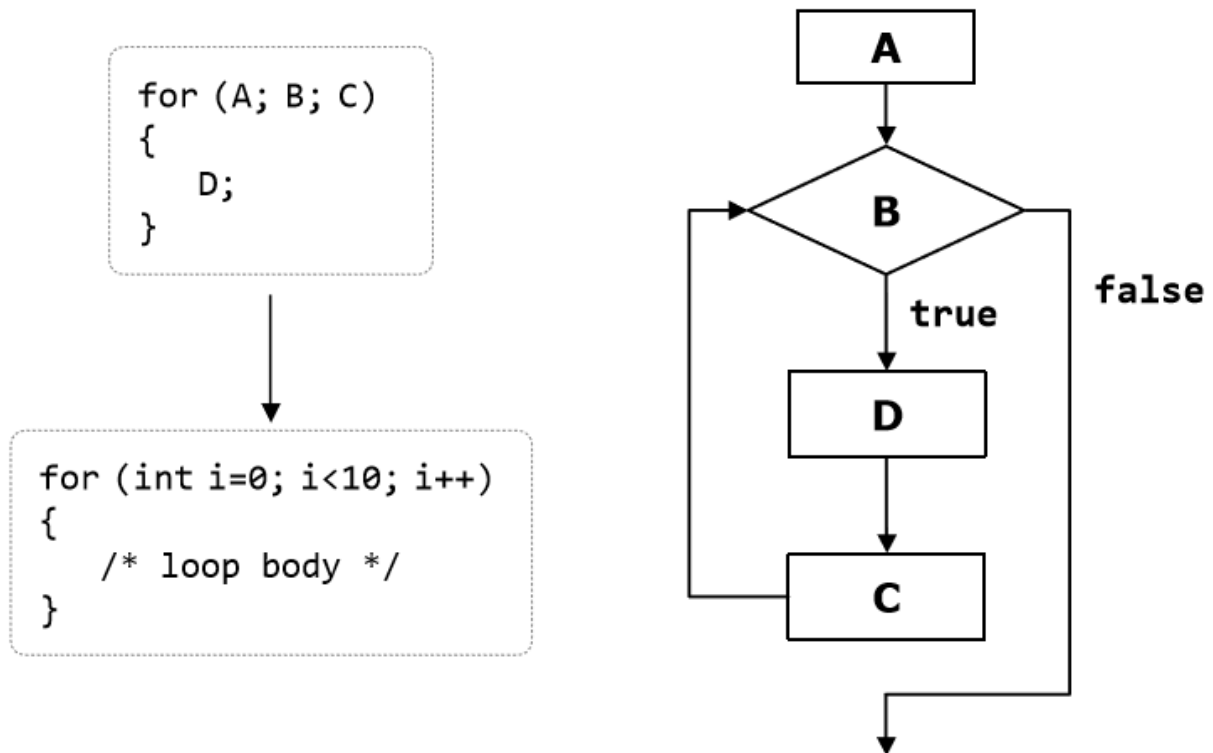 for (A; B; C)
{
D;
}
for (int i=0; i<10; i++)
{
/* loop body */
}
A
B
true
false
D
C